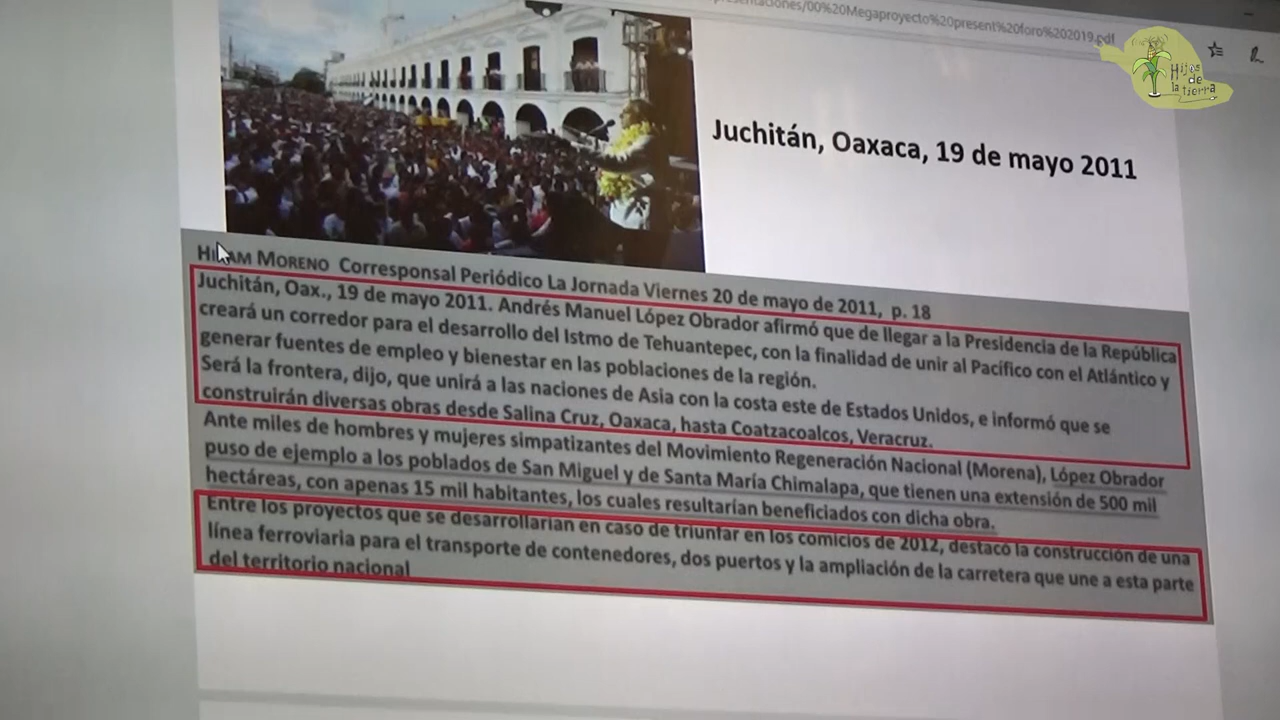 presentaciones/00%20Megaproyecto%20present%20foro%202019.pdf
Hijos
de
la tierra
Juchitán, Oaxaca, 19 de mayo 2011
MORENO Corresponsal Periódico La Jornada Viernes 20 de mayo de 2011, p. 18
Juchitán, Oax., 19 de mayo 2011. Andrés Manuel López Obrador afirmó que de llegar a la Presidencia de la República
creará un corredor para el desarrollo del Istmo de Tehuantepec, con la finalidad de unir al Pacífico con el Atlántico y
generar fuentes de empleo y bienestar en las poblaciones de la región.
Será la frontera, dijo, que unirá a las naciones de Asia con la costa este de Estados Unidos, e informó que se
construirán diversas obras desde Salina Cruz, Oaxaca, hasta Coatzacoalcos, Veracruz.
Ante miles de hombres y mujeres simpatizantes del Movimiento Regeneración Nacional (Morena), López Obrador
puso de ejemplo a los poblados de San Miguel y de Santa María Chimalapa, que tienen una extensión de 500 mil
hectáreas, con apenas 15 mil habitantes, los cuales resultarían beneficiados con dicha obra.
Entre los proyectos que se desarrollarían en caso de triunfar en los comicios de 2012, destacó la construcción de una
línea ferroviaria para el transporte de contenedores, dos puertos y la ampliación de la carretera que une a esta parte
del territorio nacional